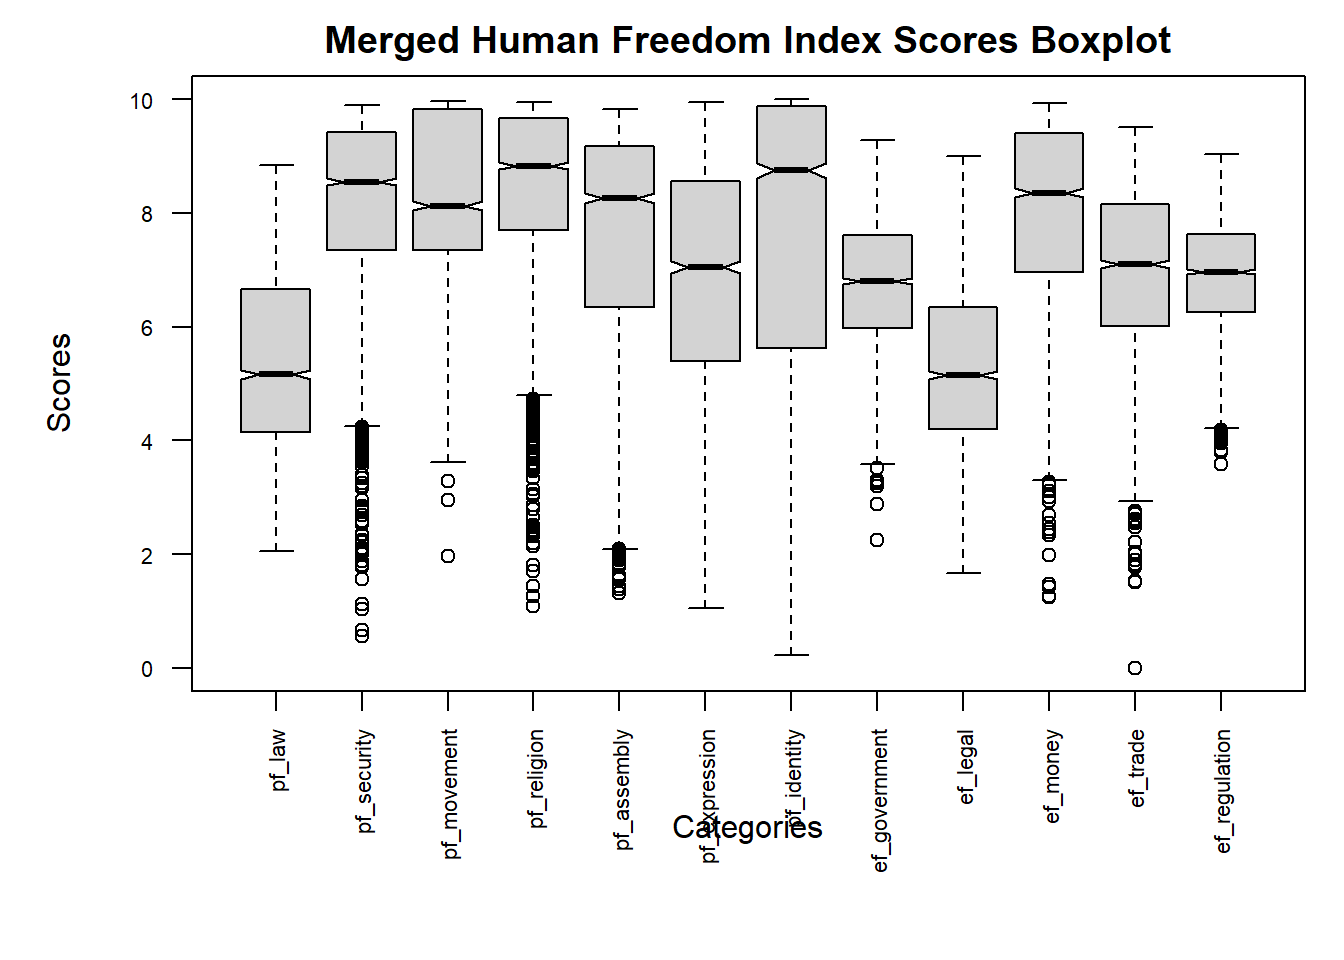 Merged Human Freedom Index Scores Boxplot
Scores
10
8
6
4
2
0
pf_law
pf_security
pf_movement
pf_religion
pf_assembly
pf_expression
pf_identity
ef_government
ef_legal
ef_money
ef_trade
ef_regulation
Categories